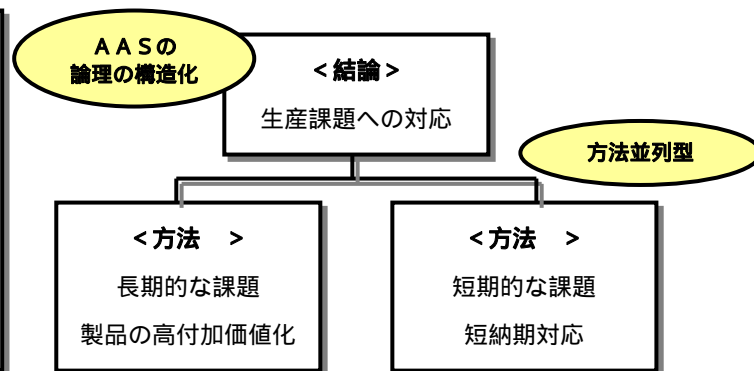 ＡＡＳの
論理の構造化
＜結論＞
生産課題への対応
方法並列型
＜方法　＞
長期的な課題
製品の高付加価値化
＜方法　＞
短期的な課題
短納期対応